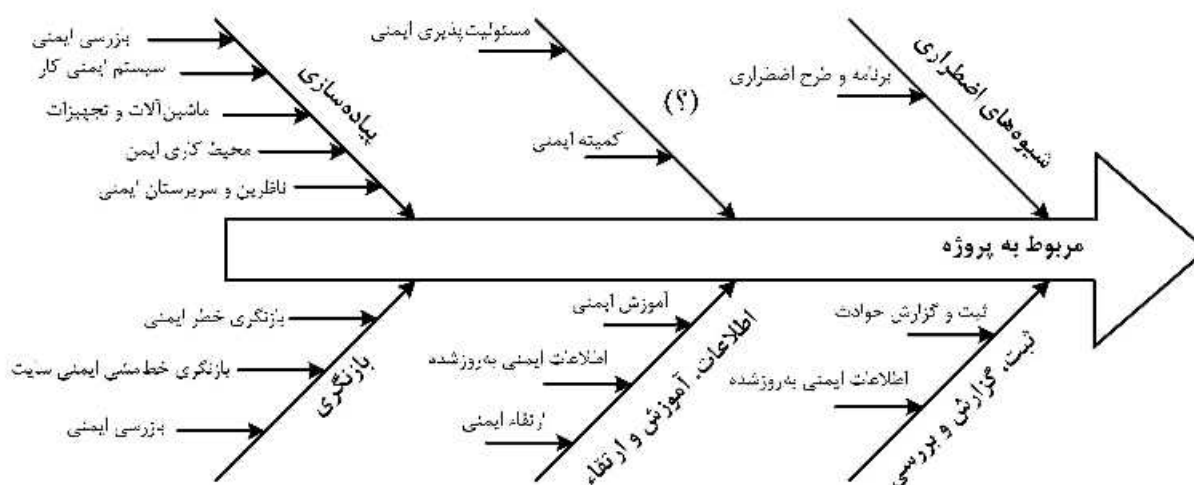 بازرسی ایمنی
سیستم ایمنی کار
ماشین‌آلات و تجهیزات
محیط کاری ایمن
ناظرین و سرپرستان ایمنی
پیاده‌سازی
مسئولیت‌پذیری ایمنی
(؟)
کمیته ایمنی
برنامه و طرح اضطراری
شیوه‌های اضطراری
مربوط به پروژه
بازنگری خطر ایمنی
بازنگری خط‌مشی ایمنی سایت
بازرسی ایمنی
بازنگری
آموزش ایمنی
اطلاعات ایمنی به‌روزشده
ارتقاء ایمنی
اطلاعات، آموزش و ارتقاء
ثبت و گزارش حوادث
اطلاعات ایمنی به‌روزشده
ثبت، گزارش و بررسی